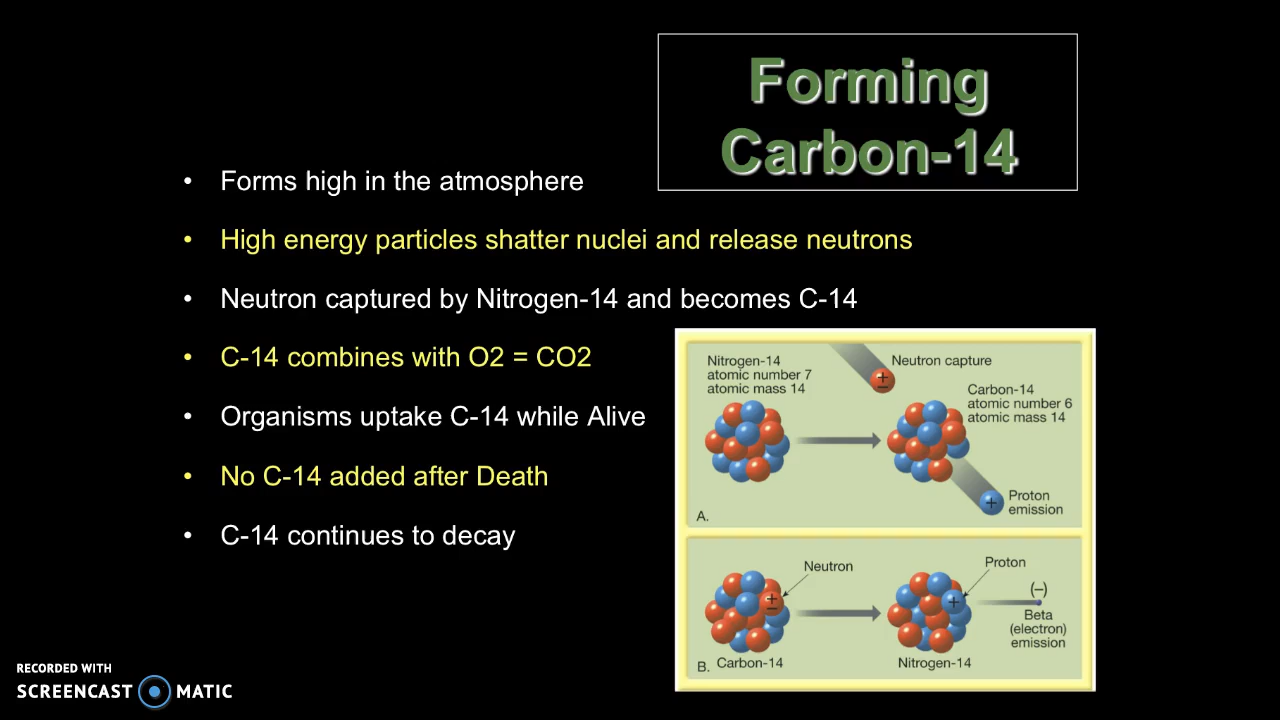 Forming
Carbon-14
• Forms high in the atmosphere
• High energy particles shatter nuclei and release neutrons
• Neutron captured by Nitrogen-14 and becomes C-14
• C-14 combines with O2 = CO2
• Organisms uptake C-14 while Alive
• No C-14 added after Death
• C-14 continues to decay
Nitrogen-14
atomic number 7
atomic mass 14
Neutron capture
+
−
Carbon-14
atomic number 6
atomic mass 14
+
Proton
emission
A.
Neutron
+
−
Carbon-14
Proton
+
(−)
Beta
(electron)
emission
Nitrogen-14
B.
RECORDED WITH
SCREENCAST MATIC